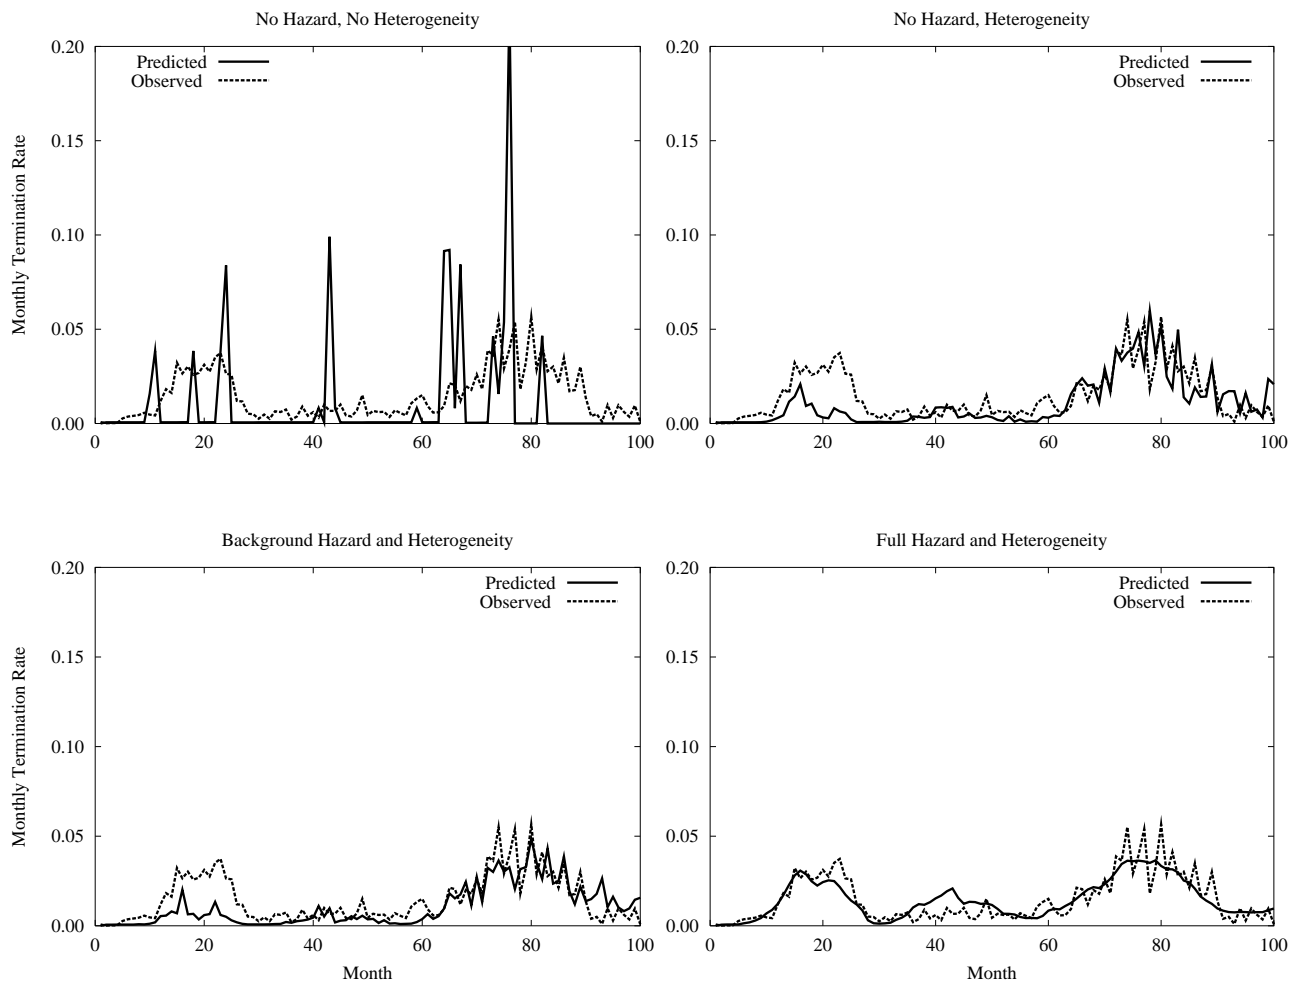 No Hazard, No Heterogeneity
Monthly Termination Rate
0.20
0.15
0.10
0.05
0.00
Predicted
Observed
0 20 40 60 80 100
No Hazard, Heterogeneity
0.20
0.15
0.10
0.05
0.00
Predicted
Observed
0 20 40 60 80 100
Background Hazard and Heterogeneity
Monthly Termination Rate
0.20
0.15
0.10
0.05
0.00
Predicted
Observed
0 20 40 60 80 100
Month
Full Hazard and Heterogeneity
0.20
0.15
0.10
0.05
0.00
Predicted
Observed
0 20 40 60 80 100
Month